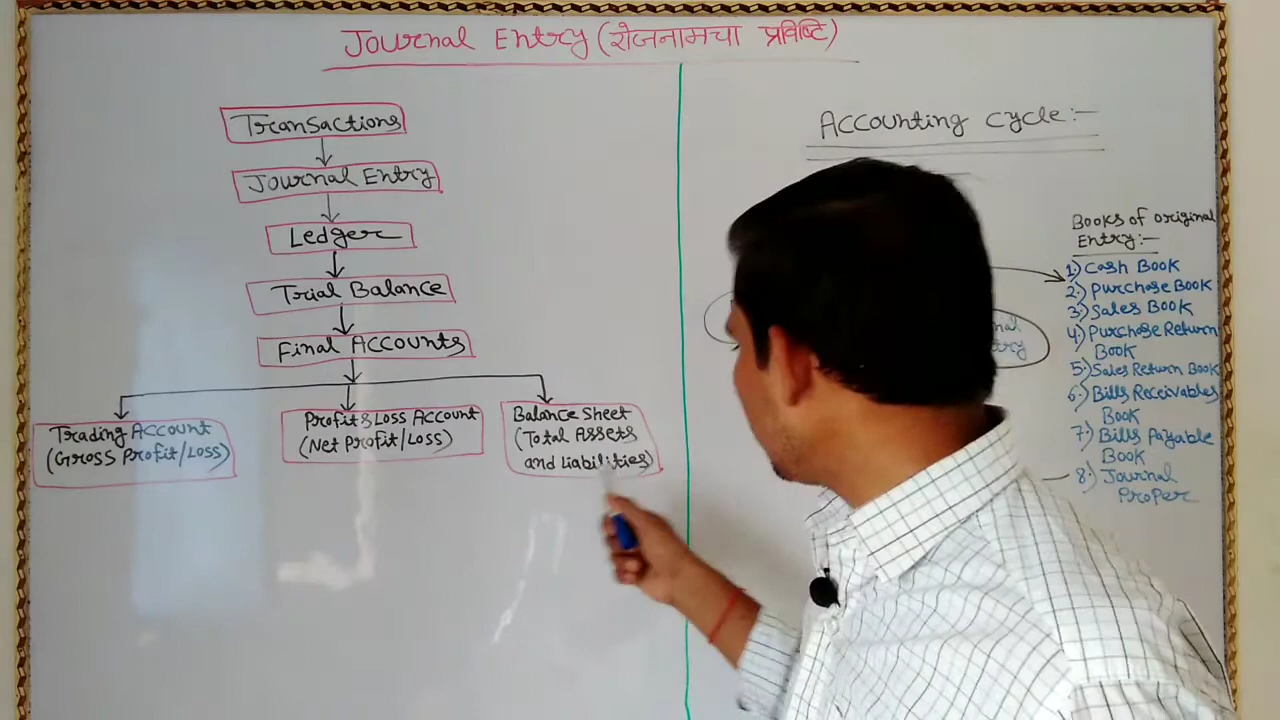 Journal Entry (रोजनामचा प्रविष्टि)
Transactions
Journal Entry
Ledger
Trial Balance
Final Accounts
Trading Account
(Gross Profit/Loss)
Profit & Loss Account
(Net Profit/Loss)
Balance Sheet
(Total Assets
and Liabilities)
Accounting cycle:-
Books of original
Entry:-
1.) Cash Book
2.) Purchase Book
3.) Sales Book
4.) Purchase Return
Book
5.) Sales Return Book
6.) Bills Receivables
Book
7.) Bills Payable
Book
8.) Journal
Proper